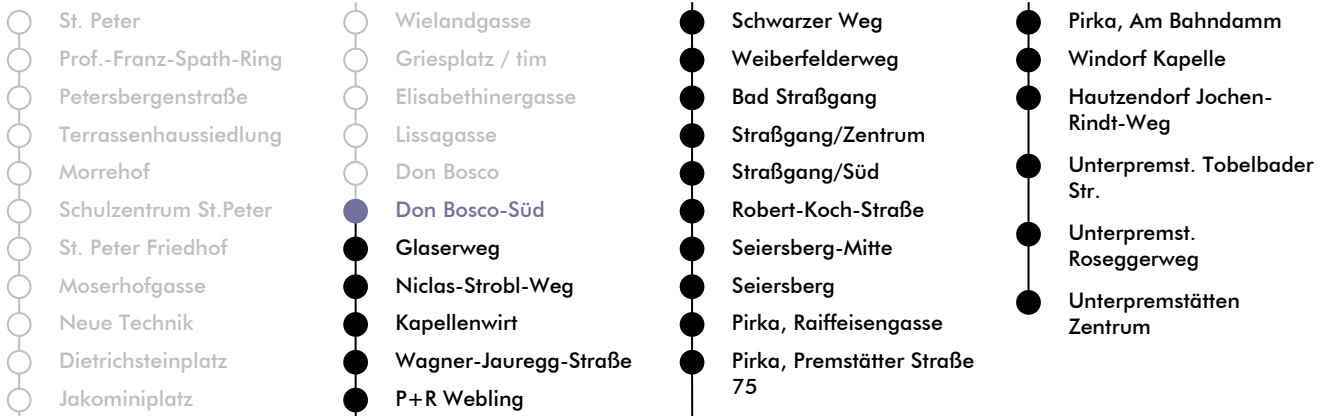 St. Peter
Prof.-Franz-Spath-Ring
Petersbergenstraße
Terrassenhaussiedlung
Morrehof
Schulzentrum St.Peter
St. Peter Friedhof
Moserhofgasse
Neue Technik
Dietrichsteinplatz
Jakominiplatz
Wielandgasse
Griesplatz / tim
Elisabethinergasse
Lissagasse
Don Bosco
Don Bosco-Süd
Glaserweg
Niclas-Strobl-Weg
Kapellenwirt
Wagner-Jauregg-Straße
P+R Webling
Schwarzer Weg
Weiberfelderweg
Bad Straßgang
Straßgang/Zentrum
Straßgang/Süd
Robert-Koch-Straße
Seiersberg-Mitte
Seiersberg
Pirka, Raiffeisengasse
Pirka, Premstätter Straße
75
Pirka, Am Bahndamm
Windorf Kapelle
Hautzendorf Jochen-
Rindt-Weg
Unterpremst. Tobelbader
Str.
Unterpremst.
Roseggerweg
Unterpremstätten
Zentrum